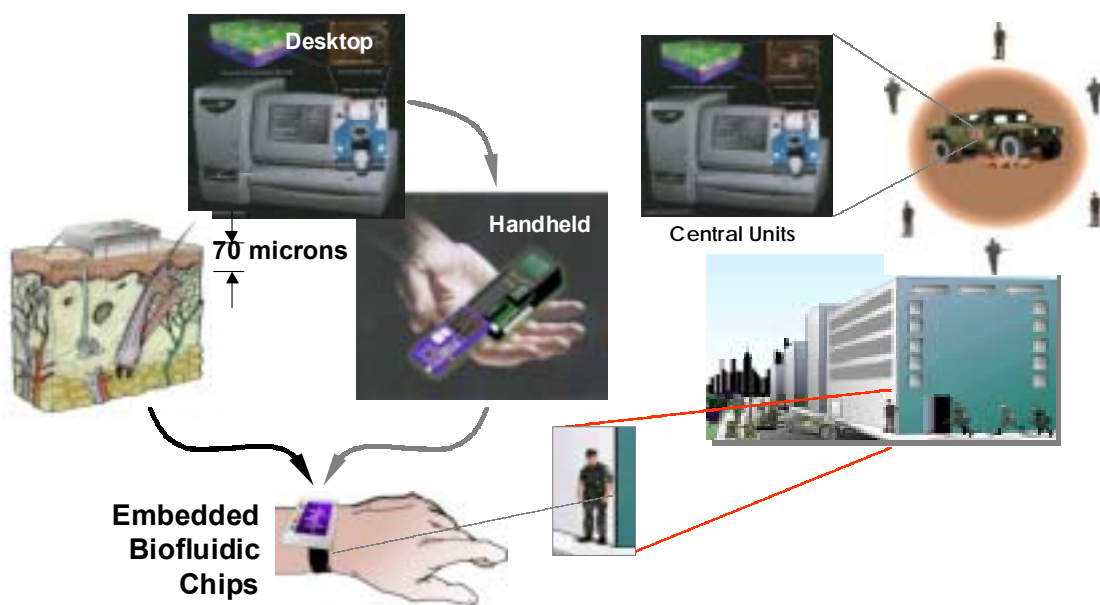 Desktop
70 microns
Handheld
Central Units
Embedded
Biofluidic
Chips